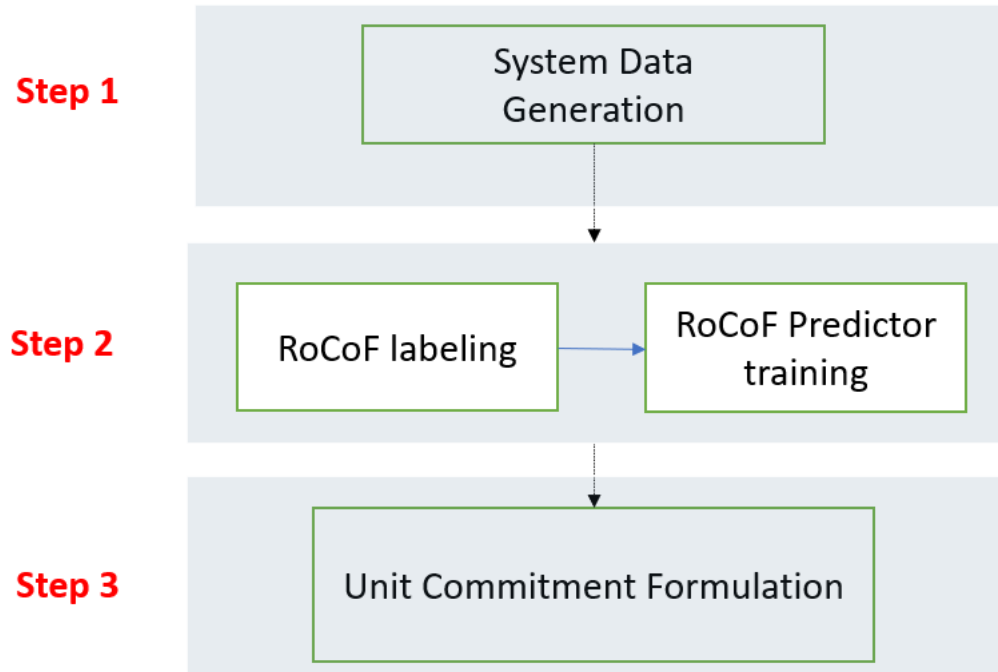 Step 1
System Data
Generation
Step 2
RoCoF labeling
RoCoF Predictor
training
Step 3
Unit Commitment Formulation